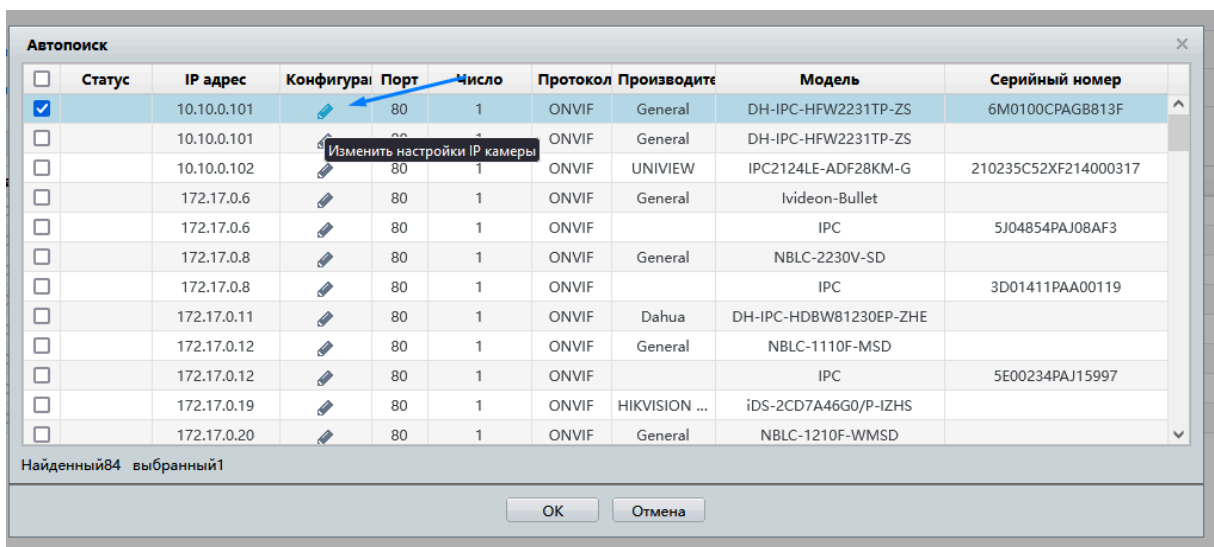 Автопоиск
Статус IP адрес Конфигура Порт Число Протокол Производите Модель Серийный номер
10.10.0.101 80 1 ONVIF General DH-IPC-HFW2231TP-ZS 6M0100CPAGB813F
10.10.0.101 80 1 ONVIF General DH-IPC-HFW2231TP-ZS
Изменить настройки IP камеры
10.10.0.102 80 1 ONVIF UNIVIEW IPC2124LE-ADF28KM-G 210235C52XF214000317
172.17.0.6 80 1 ONVIF General Ivideon-Bullet
172.17.0.6 80 1 ONVIF IPC 5J04854PAJ08AF3
172.17.0.8 80 1 ONVIF General NBLC-2230V-SD
172.17.0.8 80 1 ONVIF IPC 3D01411PAA00119
172.17.0.11 80 1 ONVIF Dahua DH-IPC-HDBW81230EP-ZHE
172.17.0.12 80 1 ONVIF General NBLC-1110F-MSD
172.17.0.12 80 1 ONVIF IPC 5E00234PAJ15997
172.17.0.19 80 1 ONVIF HIKVISION ... iDS-2CD7A46G0/P-IZHS
172.17.0.20 80 1 ONVIF General NBLC-1210F-WMSD
Найденный84 выбранный1
OK Отмена